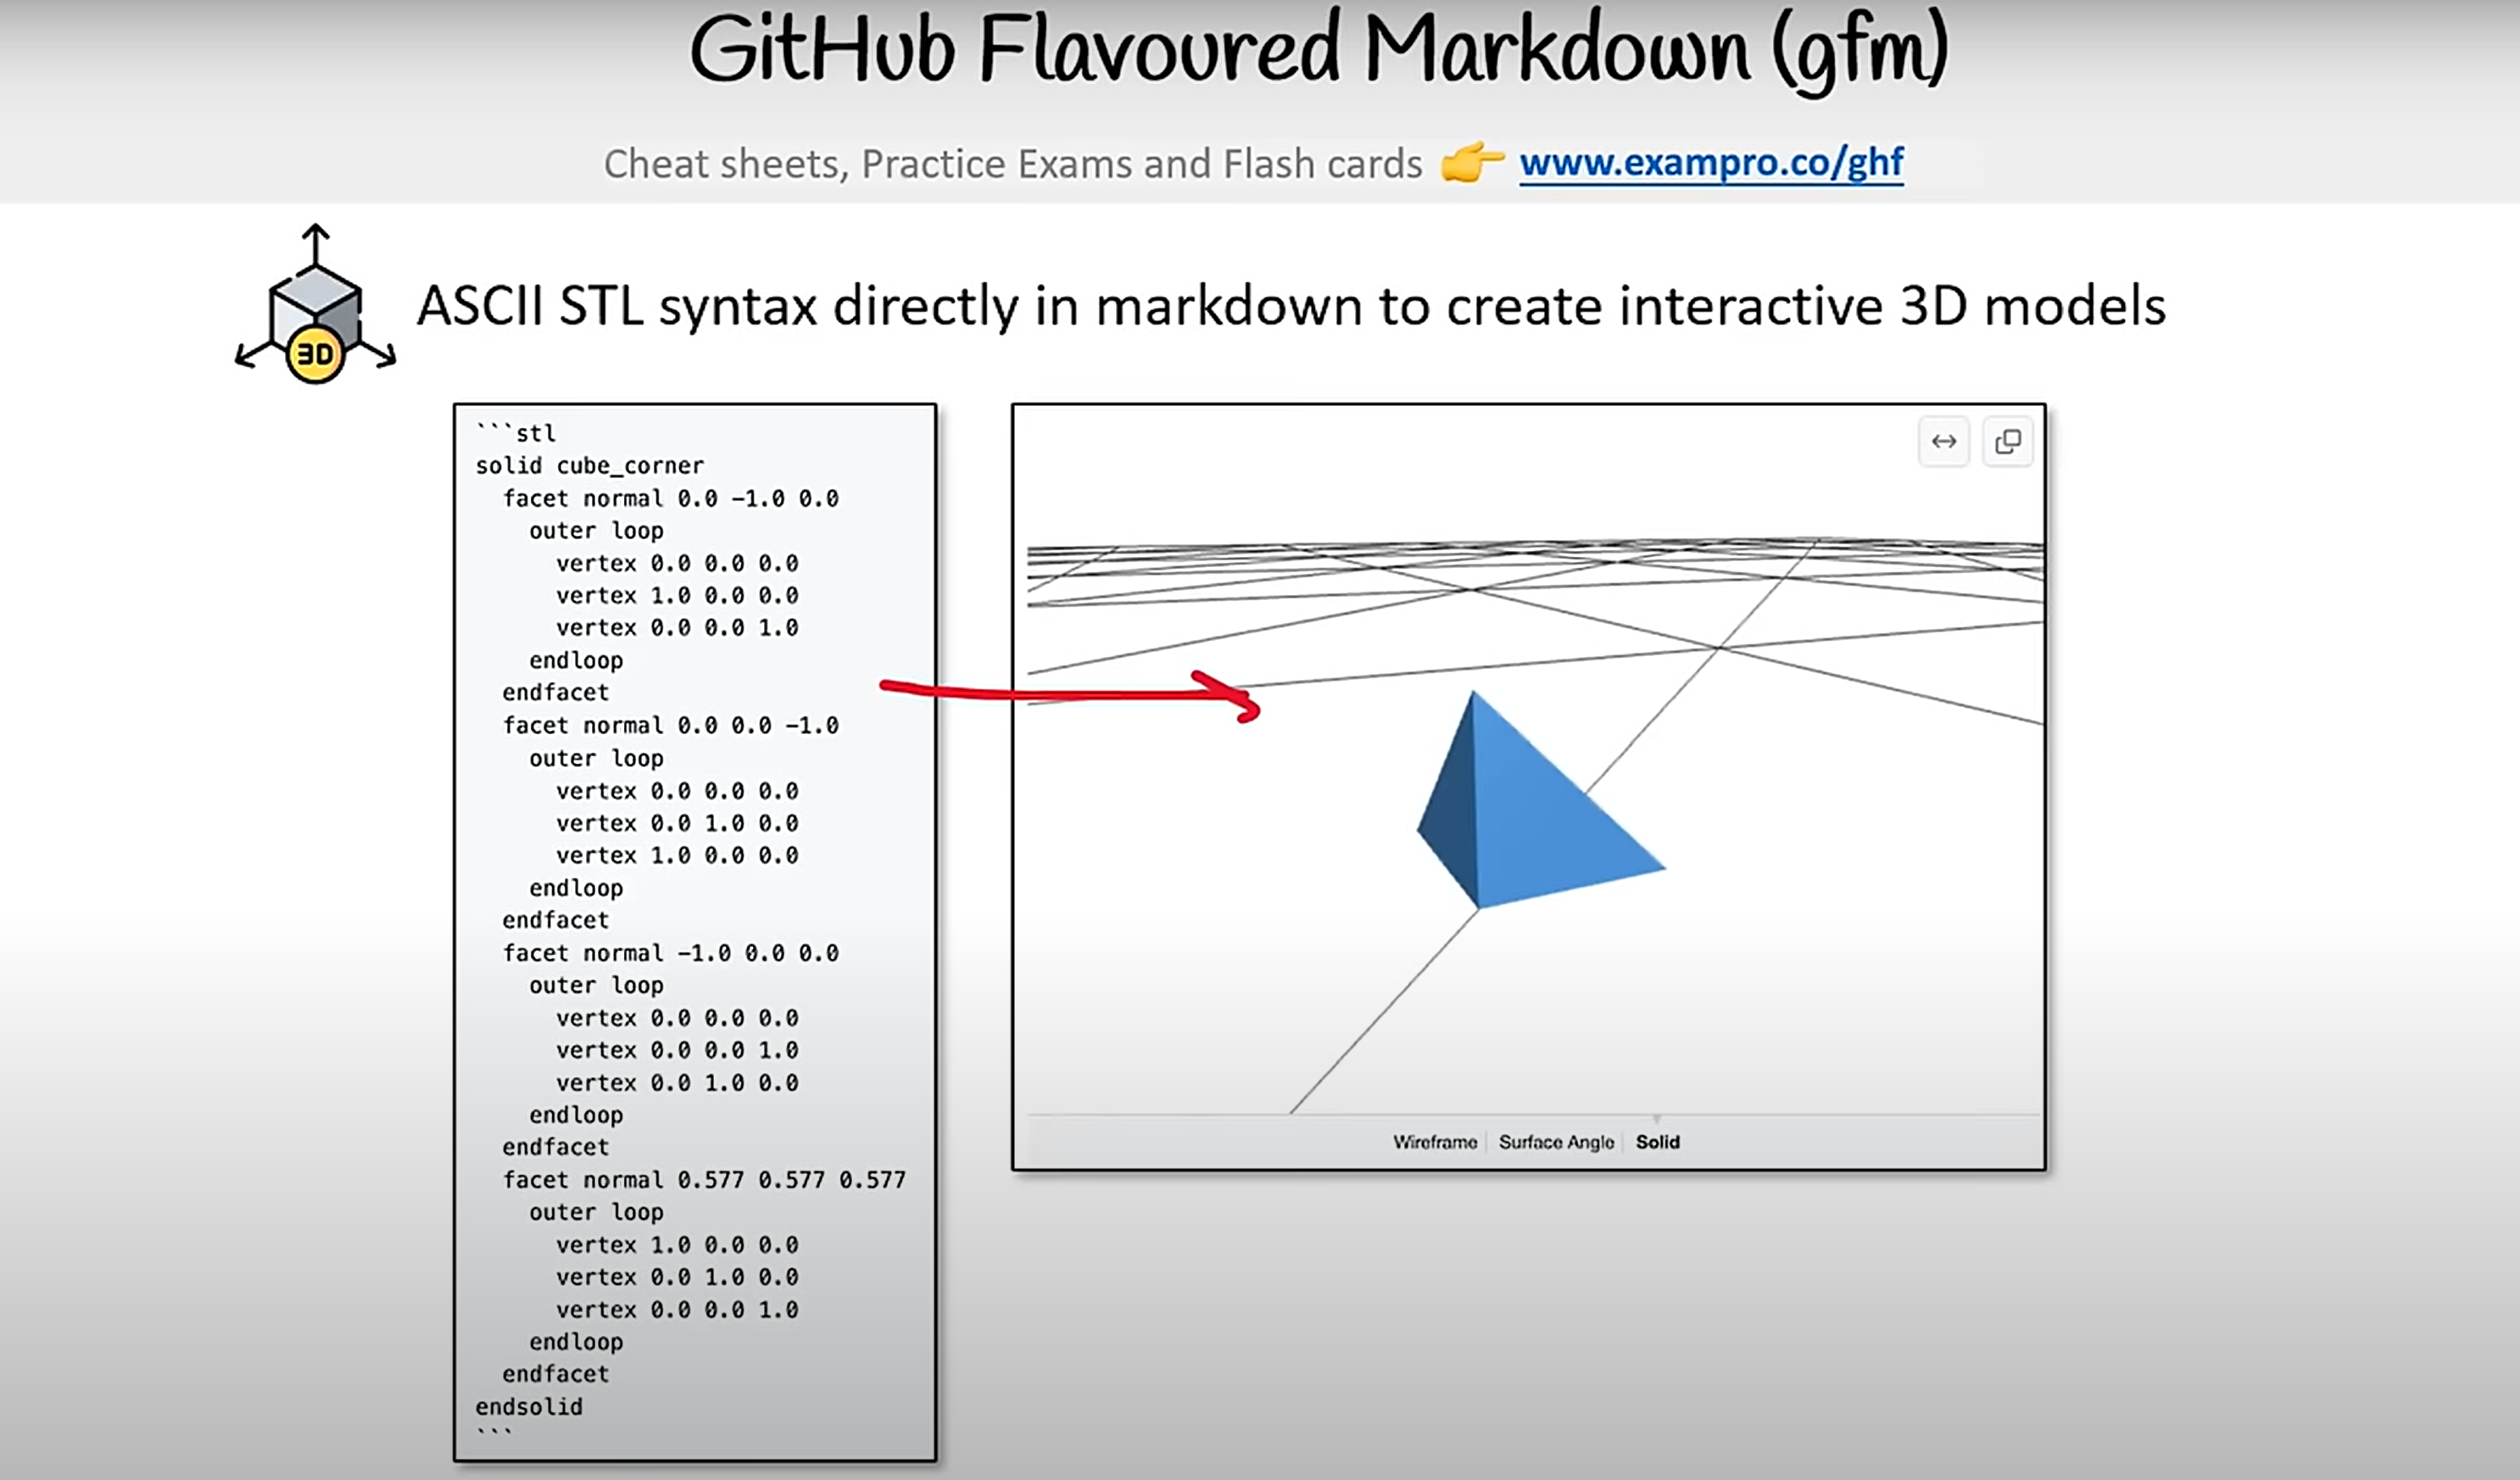 GitHub Flavoured Markdown (gfm)
Cheat sheets, Practice Exams and Flash cards 👉 www.exampro.co/ghf
3D
ASCII STL syntax directly in markdown to create interactive 3D models
```stl
solid cube_corner
  facet normal 0.0 -1.0 0.0
    outer loop
      vertex 0.0 0.0 0.0
      vertex 1.0 0.0 0.0
      vertex 0.0 0.0 1.0
    endloop
  endfacet
  facet normal 0.0 0.0 -1.0
    outer loop
      vertex 0.0 0.0 0.0
      vertex 0.0 1.0 0.0
      vertex 1.0 0.0 0.0
    endloop
  endfacet
  facet normal -1.0 0.0 0.0
    outer loop
      vertex 0.0 0.0 0.0
      vertex 0.0 0.0 1.0
      vertex 0.0 1.0 0.0
    endloop
  endfacet
  facet normal 0.577 0.577 0.577
    outer loop
      vertex 1.0 0.0 0.0
      vertex 0.0 1.0 0.0
      vertex 0.0 0.0 1.0
    endloop
  endfacet
endsolid
```
Wireframe Surface Angle Solid